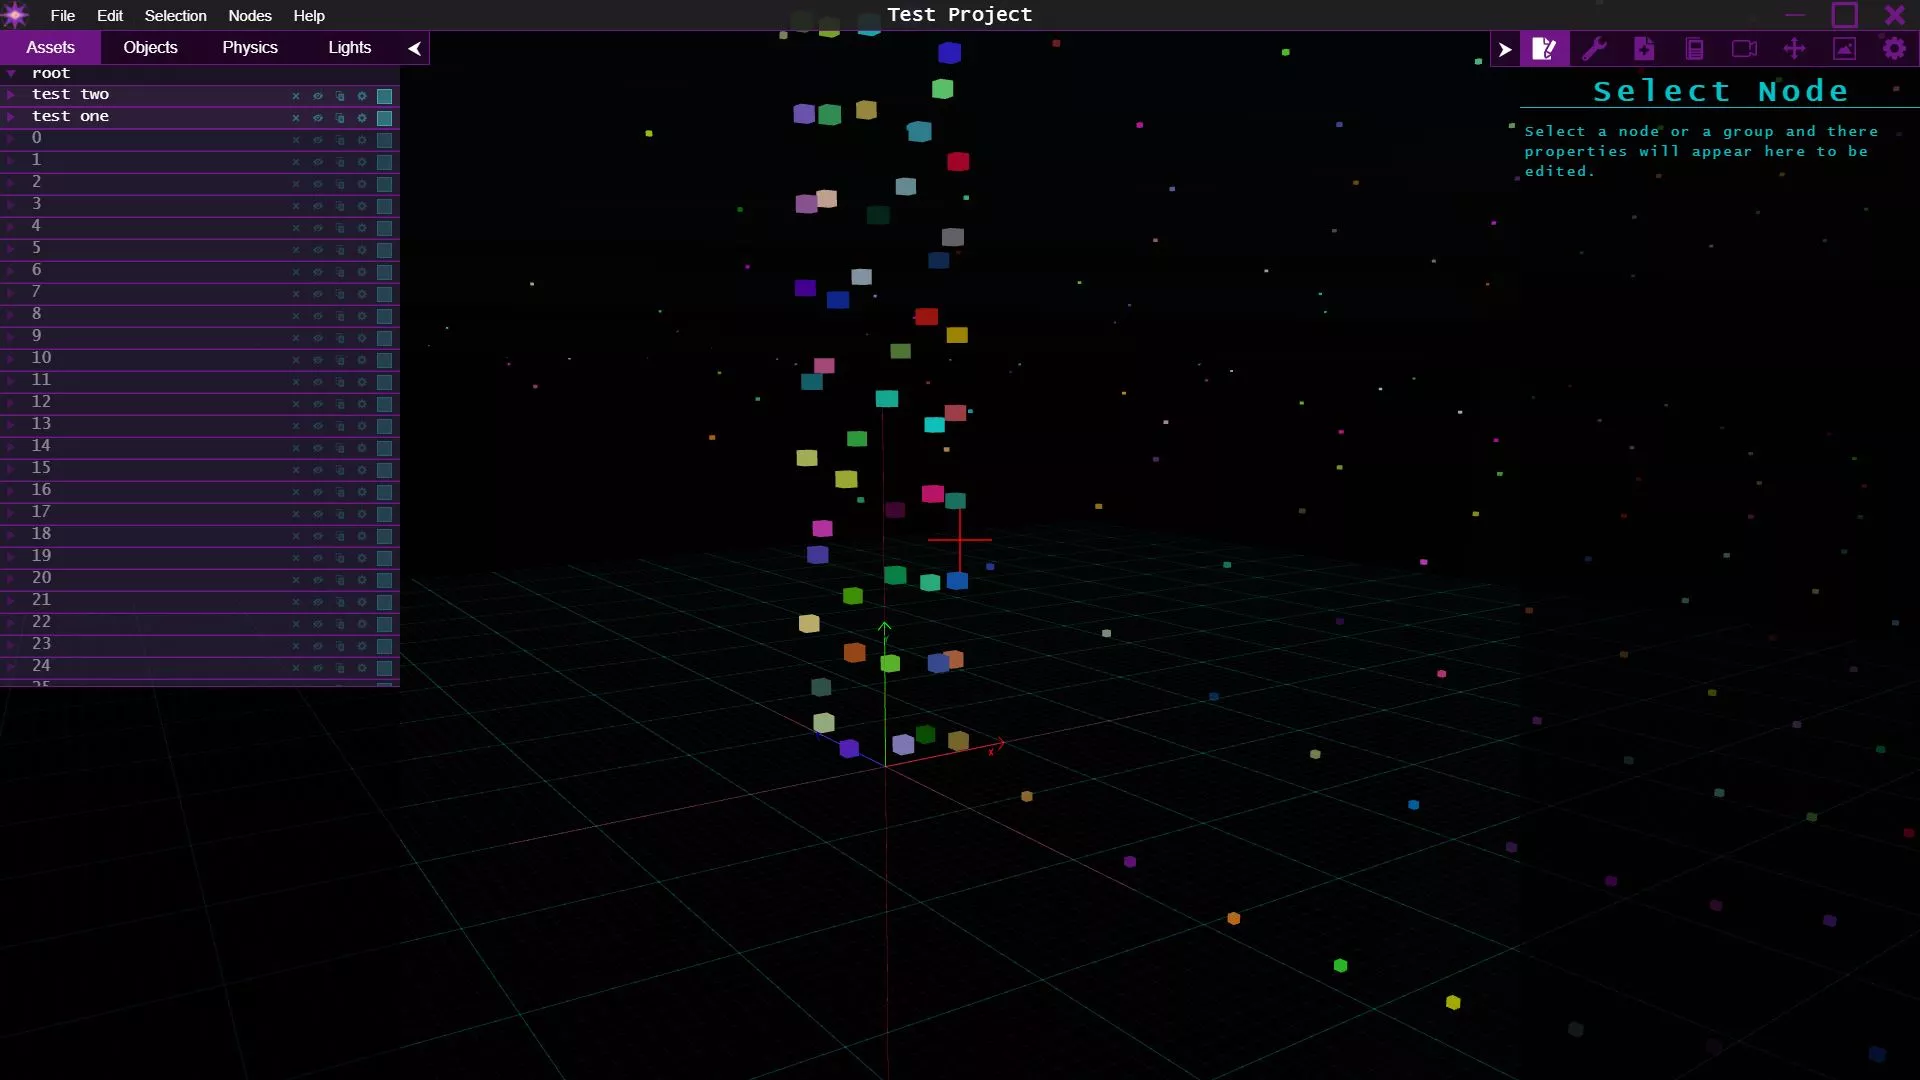 File Edit Selection Nodes Help
Test Project
Assets Objects Physics Lights
root
test two
test one
0
1
2
3
4
5
6
7
8
9
10
11
12
13
14
15
16
17
18
19
20
21
22
23
24
25
Select Node
Select a node or a group and there
properties will appear here to be
edited.
x